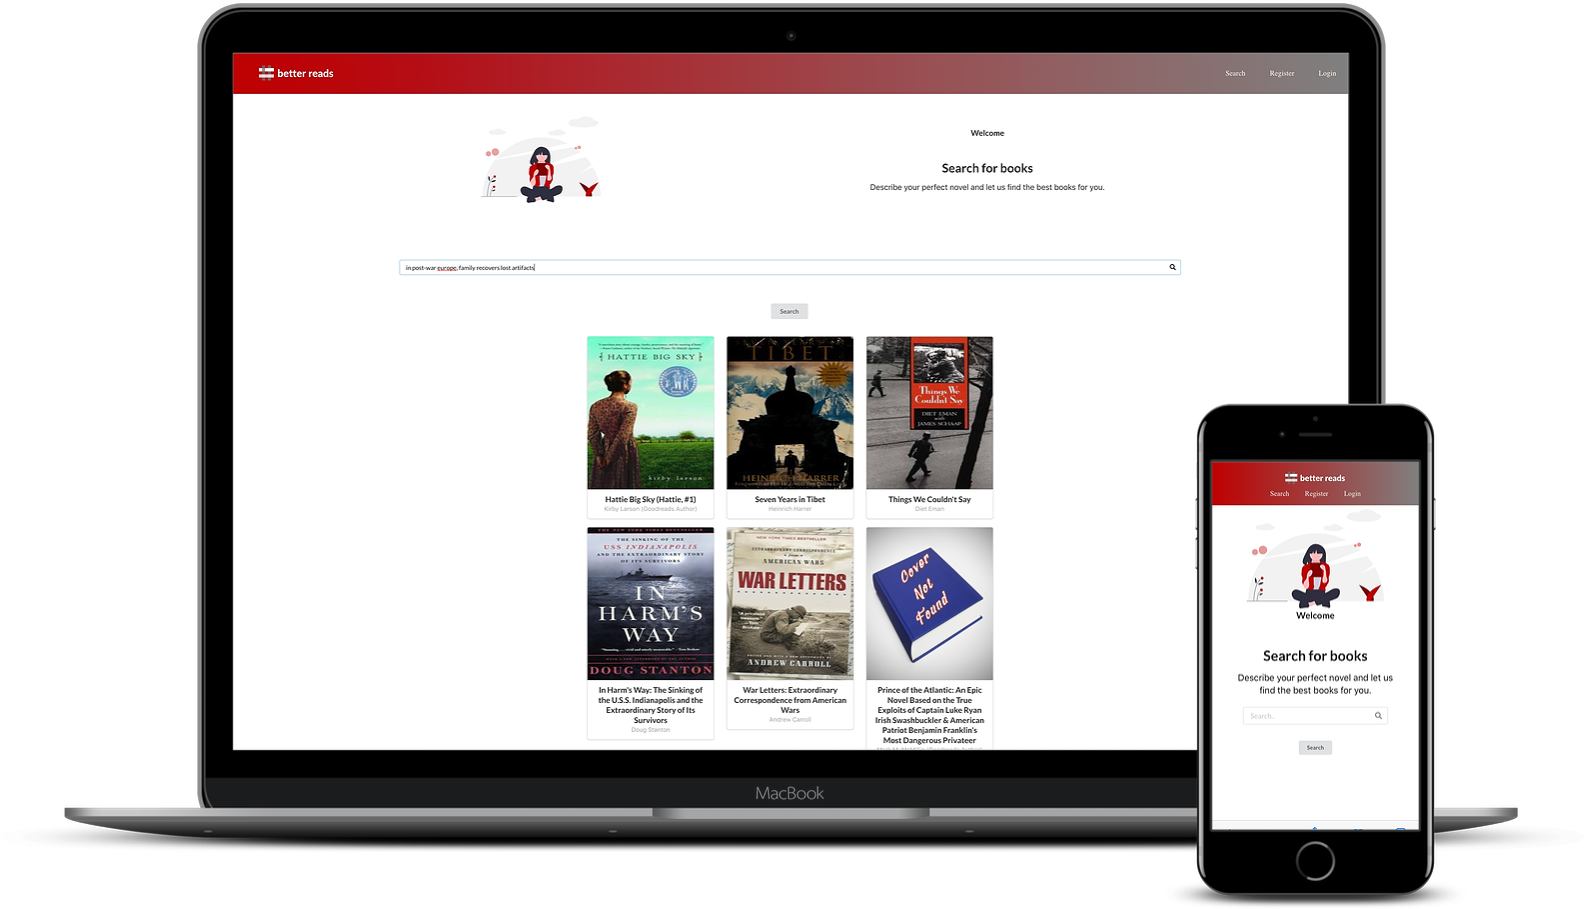 better reads
Search Register Login
Welcome
Search for books
Describe your perfect novel and let us find the best books for you.
in post-war europe, family recovers lost artifacts
Search
HATTIE BIG SKY
kirby larson
TIBET
HEINRICH HARRER
Things We
Couldn't Say
DIET EMAN
with
JAMES SCHAAP
Hattie Big Sky (Hattie, #1)
Kirby Larson (Goodreads Author)
Seven Years in Tibet
Heinrich Harrer
Things We Couldn't Say
Diet Eman
THE SINKING OF THE
USS INDIANAPOLIS
AND THE EXTRAORDINARY STORY
OF ITS SURVIVORS
IN
HARM'S
WAY
DOUG STANTON
NEW YORK TIMES BESTSELLER
EXTRAORDINARY CORRESPONDENCE
from
AMERICAN WARS
WAR LETTERS
ANDREW CARROLL
Cover
Not
Found
In Harm's Way: The Sinking of
the U.S.S. Indianapolis and the
Extraordinary Story of Its
Survivors
Doug Stanton
War Letters: Extraordinary
Correspondence from American
Wars
Andrew Carroll
Prince of the Atlantic: An Epic
Novel Based on the True
Exploits of Captain Luke Ryan
Irish Swashbuckler & American
Patriot Benjamin Franklin's
Most Dangerous Privateer
MacBook
better reads
Search Register Login
Welcome
Search for books
Describe your perfect novel and let us
find the best books for you.
Search...
Search